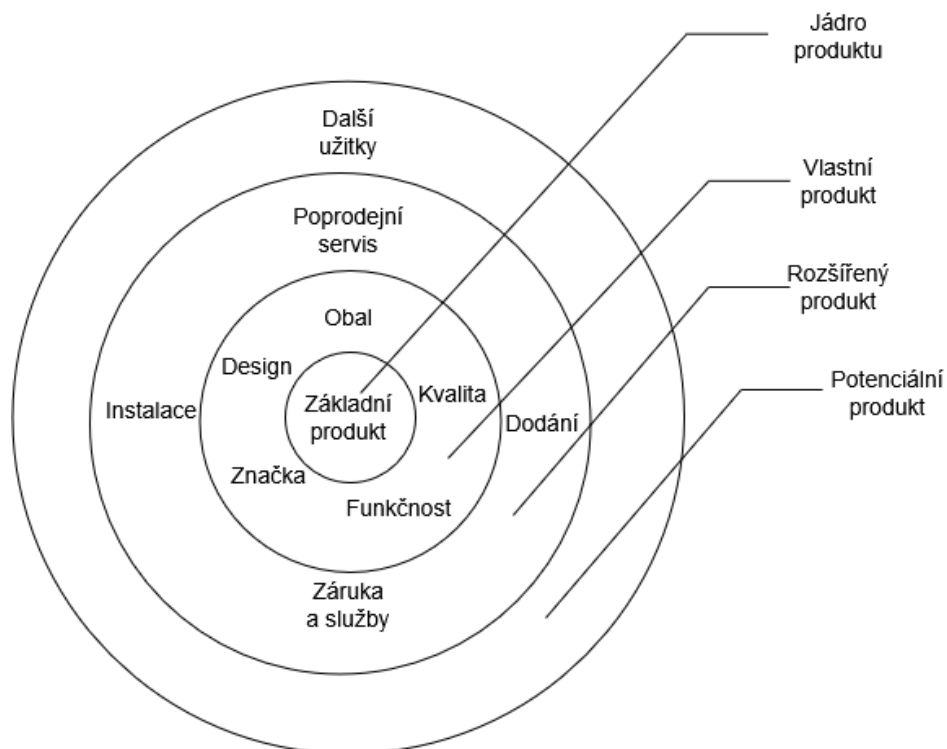 Jádro
produktu
Další
užitky
Vlastní
produkt
Poprodejní
servis
Rozšířený
produkt
Obal
Design
Kvalita
Potenciální
produkt
Instalace
Základní
produkt
Dodání
Značka
Funkčnost
Záruka
a služby